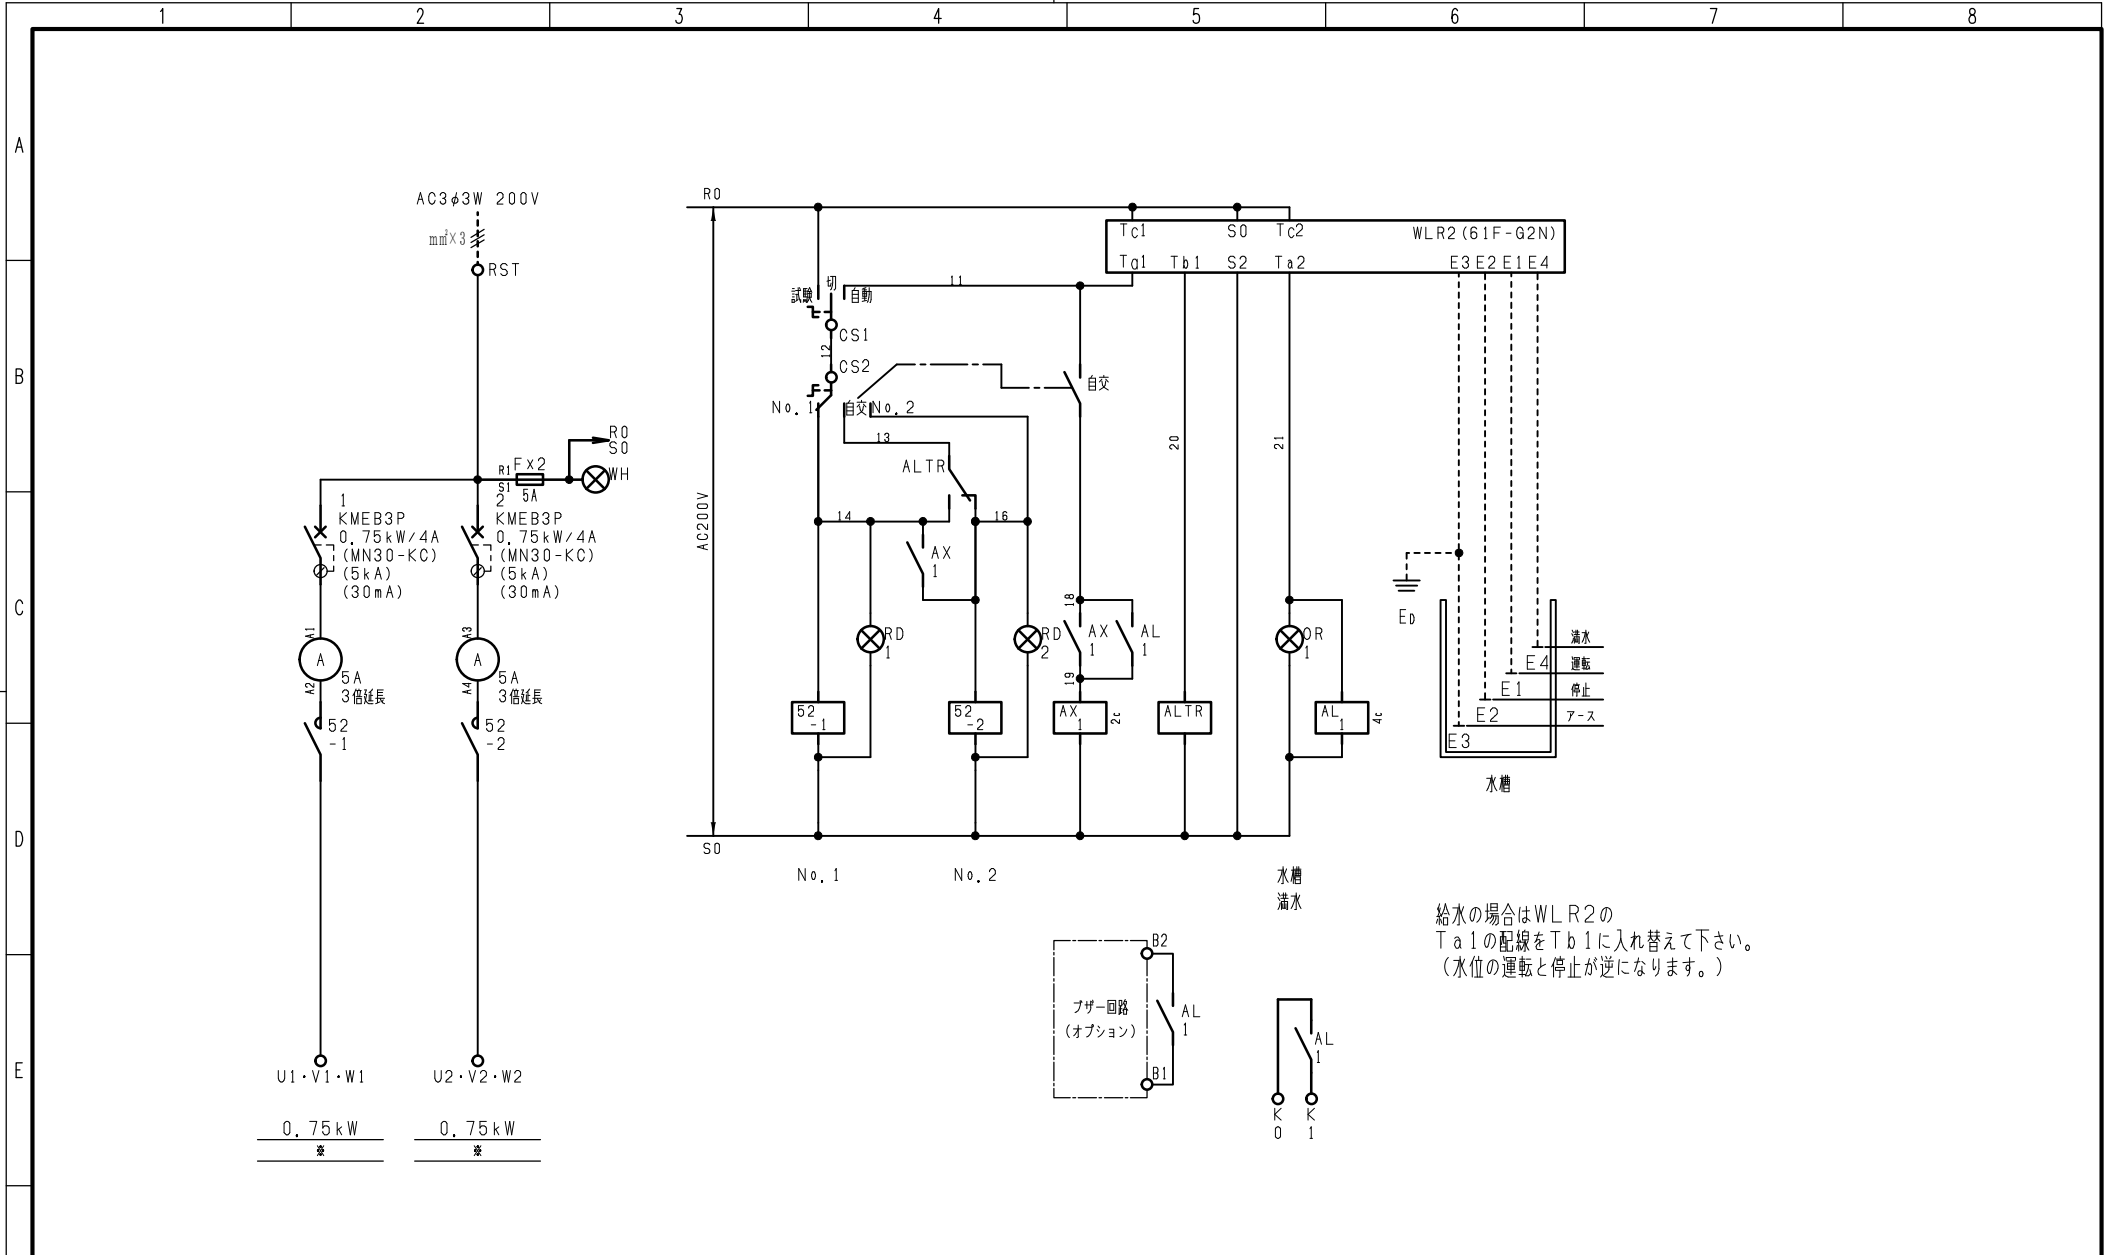 1 2 3 4 5 6 7 8
A
B
C
D
E
AC3φ3W 200V
mm²×3
RST
R0
S0
R1
S1
F×2
5A
WH
1
KMEB3P
0.75kW/4A
(MN30-KC)
(5kA)
(30mA)
2
KMEB3P
0.75kW/4A
(MN30-KC)
(5kA)
(30mA)
A1
A
A2
5A
3倍延長
A3
A
A4
5A
3倍延長
52
-1
52
-2
U1・V1・W1
U2・V2・W2
0.75kW
※
0.75kW
※
R0
AC200V
S0
試験
切
自動
11
CS1
12
CS2
No.1
自交
No.2
自交
13
ALTR
14
16
AX
1
RD
1
RD
2
18
AX
1
AL
1
19
20
21
OR
1
52
-1
52
-2
AX
1
2c
ALTR
AL
1
4c
No.1
No.2
水槽
満水
Tc1 S0 Tc2 WLR2(61F-G2N)
Ta1 Tb1 S2 Ta2 E3 E2 E1 E4
ED
満水
E4
運転
E1
停止
E2
アース
E3
水槽
給水の場合はWLR2の
Ta1の配線をTb1に入れ替えて下さい。
(水位の運転と停止が逆になります。)
B2
ブザー回路
(オプション)
AL
1
B1
AL
1
K
0
K
1